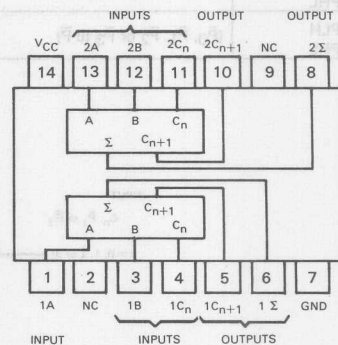 INPUTS OUTPUT OUTPUT
VCC 2A 2B 2Cn 2Cn+1 NC 2Σ
14 13 12 11 10 9 8
A B Cn
Σ Cn+1
Σ Cn+1
A B Cn
1 2 3 4 5 6 7
1A NC 1B 1Cn 1Cn+1 1Σ GND
INPUT INPUTS OUTPUTS